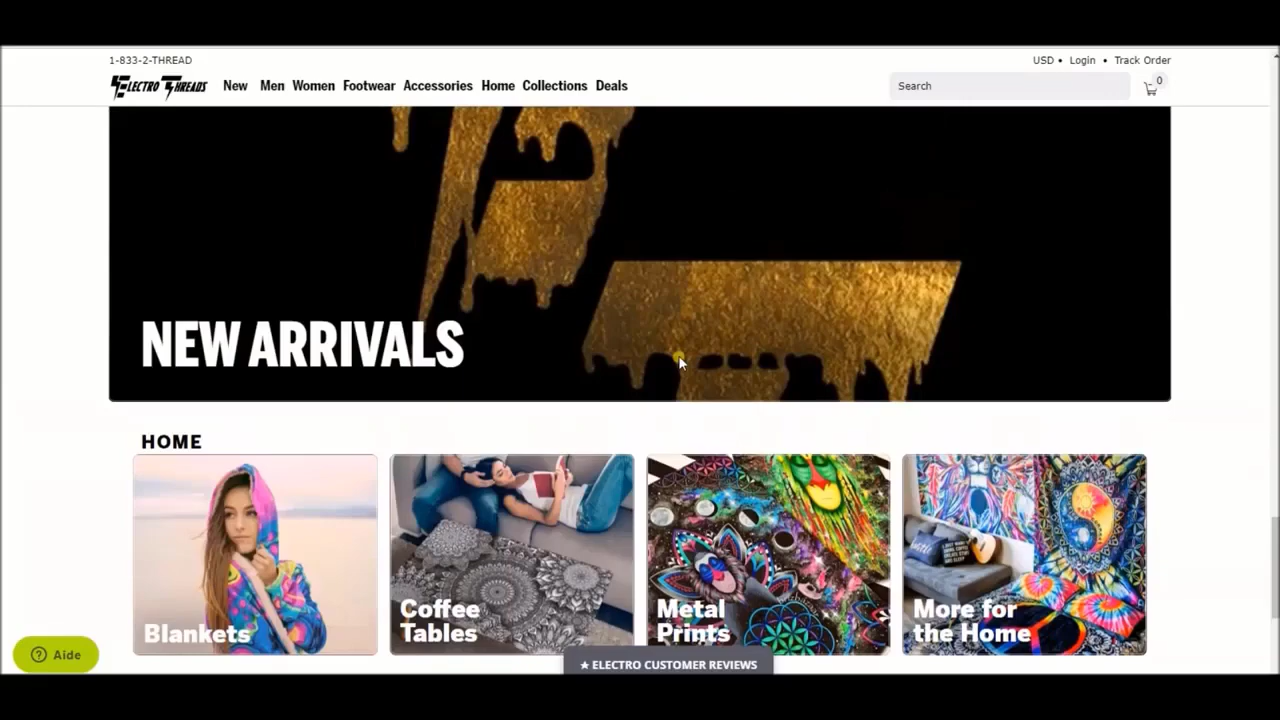 1-833-2-THREAD
USD • Login • Track Order
ELECTRO THREADS New Men Women Footwear Accessories Home Collections Deals
Search
0
NEW ARRIVALS
HOME
Blankets
Coffee
Tables
Metal
Prints
More for
the Home
Aide
★ ELECTRO CUSTOMER REVIEWS